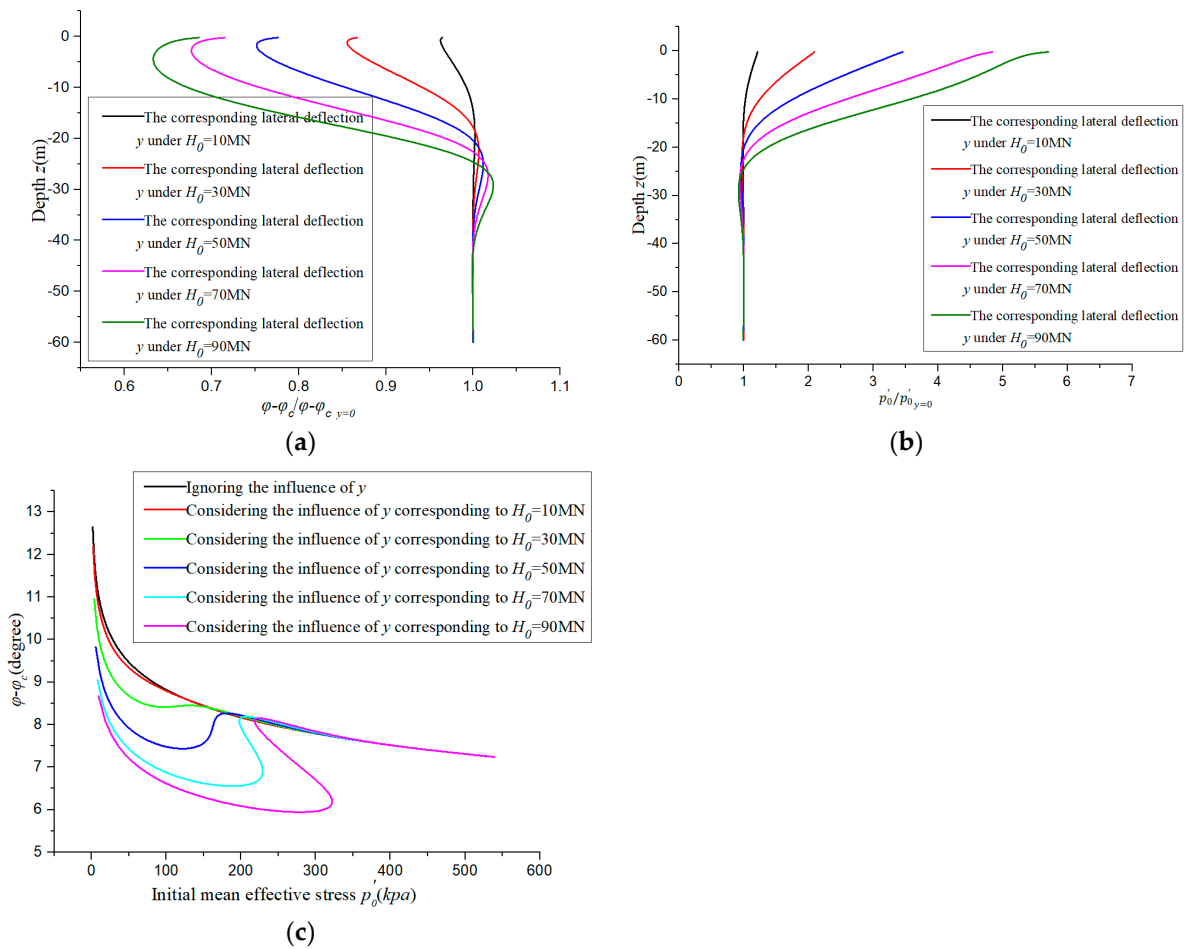 0
-10
-20
-30
-40
-50
-60
Depth z(m)
The corresponding lateral deflection
y under H0=10MN
The corresponding lateral deflection
y under H0=30MN
The corresponding lateral deflection
y under H0=50MN
The corresponding lateral deflection
y under H0=70MN
The corresponding lateral deflection
y under H0=90MN
0.6 0.7 0.8 0.9 1.0 1.1
φ-φc/φ-φc y=0
(a)
0
-10
-20
-30
-40
-50
-60
Depth z(m)
The corresponding lateral deflection
y under H0=10MN
The corresponding lateral deflection
y under H0=30MN
The corresponding lateral deflection
y under H0=50MN
The corresponding lateral deflection
y under H0=70MN
The corresponding lateral deflection
y under H0=90MN
0 1 2 3 4 5 6 7
p0'/p0'y=0
(b)
13
12
11
10
9
8
7
6
5
φ-φc(degree)
Ignoring the influence of y
Considering the influence of y corresponding to H0=10MN
Considering the influence of y corresponding to H0=30MN
Considering the influence of y corresponding to H0=50MN
Considering the influence of y corresponding to H0=70MN
Considering the influence of y corresponding to H0=90MN
0 100 200 300 400 500 600
Initial mean effective stress p0'(kpa)
(c)